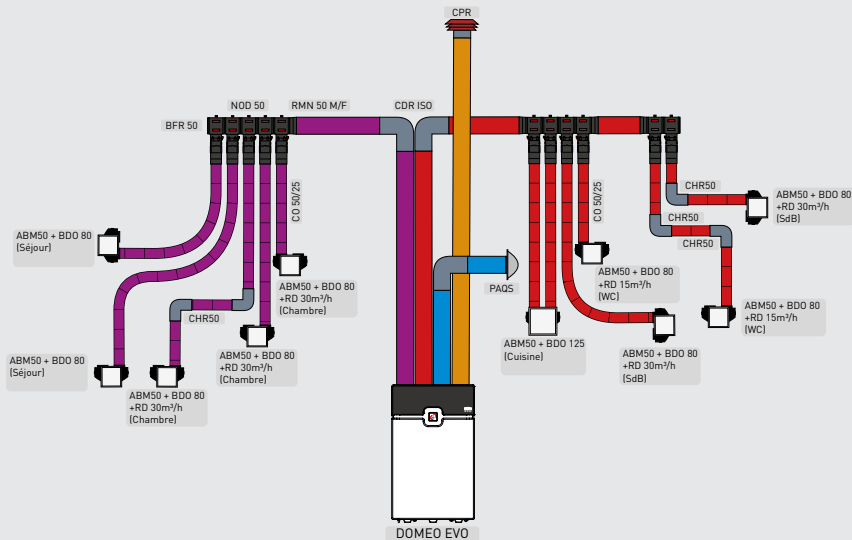 CPR
NOD 50
RMN 50 M/F
CDR ISO
BFR 50
CO 50/25
CO 50/25
CHR50
ABM50 + BDO 80
+RD 30m³/h
(SdB)
CHR50
CHR50
ABM50 + BDO 80
(Séjour)
ABM50 + BDO 80
+RD 30m³/h
(Chambre)
PAQS
ABM50 + BDO 80
+RD 15m³/h
(WC)
CHR50
ABM50 + BDO 80
+RD 15m³/h
(WC)
ABM50 + BDO 80
(Séjour)
ABM50 + BDO 80
+RD 30m³/h
(Chambre)
ABM50 + BDO 80
+RD 30m³/h
(Chambre)
ABM50 + BDO 125
(Cuisine)
ABM50 + BDO 80
+RD 30m³/h
(SdB)
DOMEO EVO